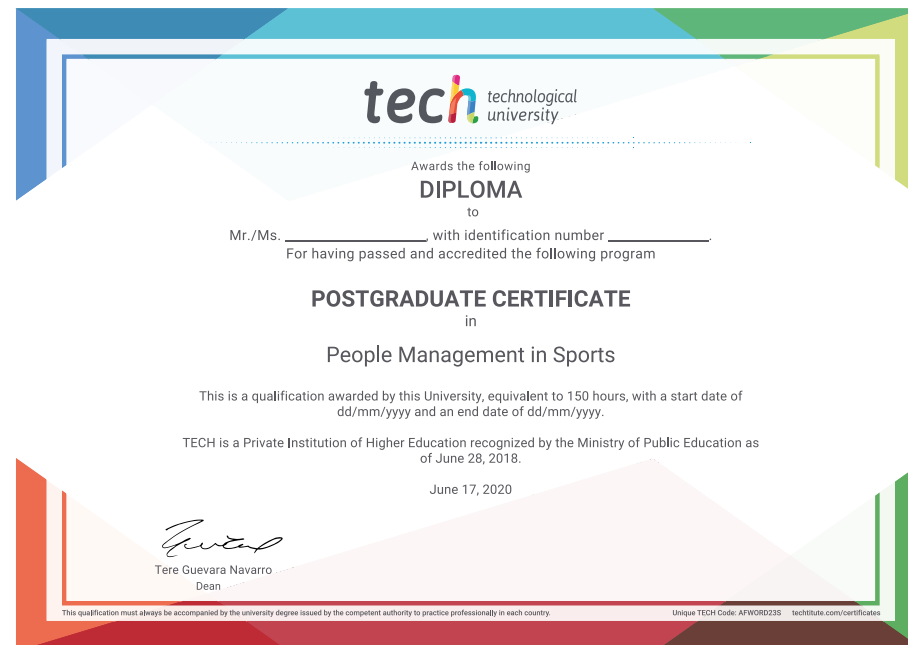 tech technological
university
Awards the following
DIPLOMA
to
Mr./Ms. ____________________, with identification number ______________.
For having passed and accredited the following program
POSTGRADUATE CERTIFICATE
in
People Management in Sports
This is a qualification awarded by this University, equivalent to 150 hours, with a start date of
dd/mm/yyyy and an end date of dd/mm/yyyy.
TECH is a Private Institution of Higher Education recognized by the Ministry of Public Education as
of June 28, 2018.
June 17, 2020
Tere Guevara Navarro
Dean
This qualification must always be accompanied by the university degree issued by the competent authority to practice professionally in each country. Unique TECH Code: AFWORD23S techtitute.com/certificates